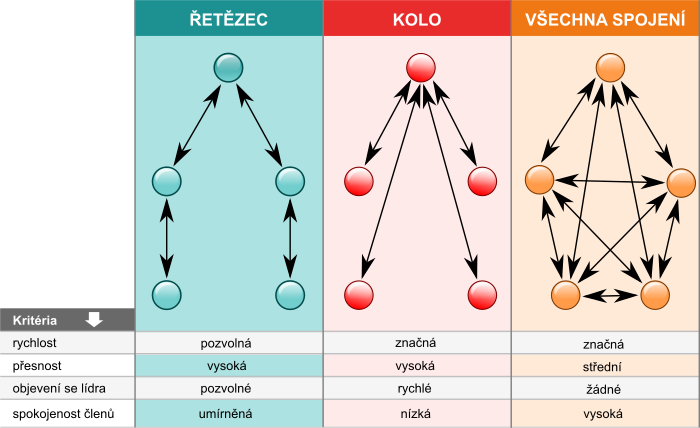 ŘETĚZEC KOLO VŠECHNA SPOJENÍ
Kritéria
rychlost pozvolná značná značná
přesnost vysoká vysoká střední
objevení se lídra pozvolné rychlé žádné
spokojenost členů umírněná nízká vysoká